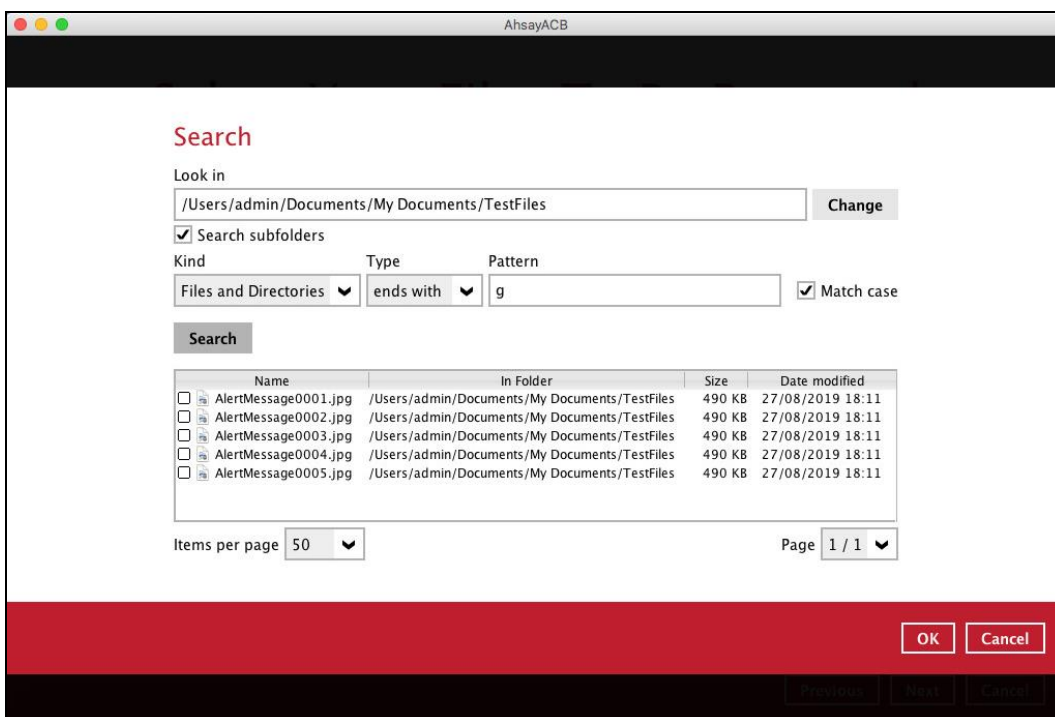 AhsayACB
Search
Look in
/Users/admin/Documents/My Documents/TestFiles Change
Search subfolders
Kind Type Pattern
Files and Directories ends with g Match case
Search
Name In Folder Size Date modified
AlertMessage0001.jpg /Users/admin/Documents/My Documents/TestFiles 490 KB 27/08/2019 18:11
AlertMessage0002.jpg /Users/admin/Documents/My Documents/TestFiles 490 KB 27/08/2019 18:11
AlertMessage0003.jpg /Users/admin/Documents/My Documents/TestFiles 490 KB 27/08/2019 18:11
AlertMessage0004.jpg /Users/admin/Documents/My Documents/TestFiles 490 KB 27/08/2019 18:11
AlertMessage0005.jpg /Users/admin/Documents/My Documents/TestFiles 490 KB 27/08/2019 18:11
Items per page 50 Page 1 / 1
OK Cancel
Previous Next Cancel